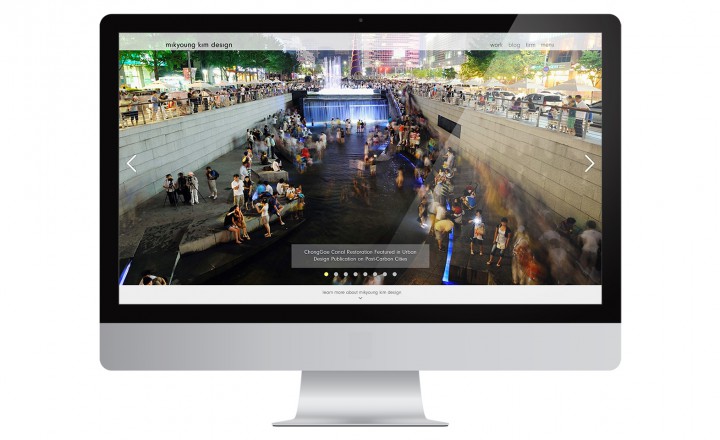 mikyoung kim design
work blog firm menu
ChongGae Canal Restoration Featured in Urban
Design Publication on Post-Carbon Cities
learn more about mikyoung kim design